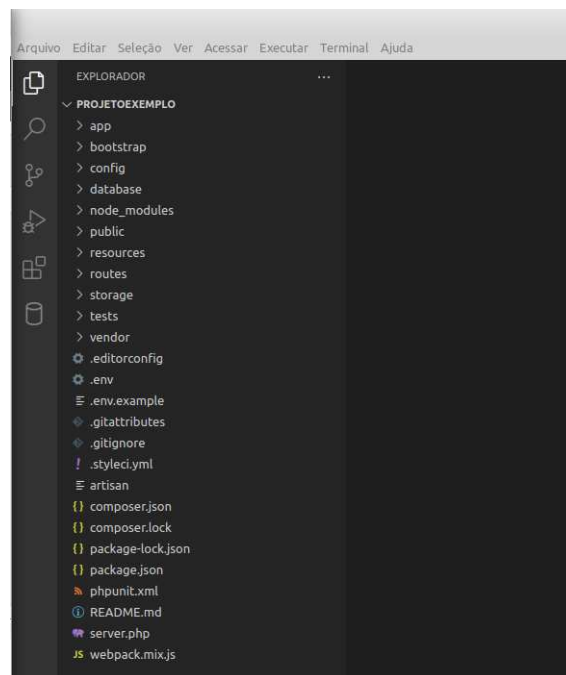 Arquivo Editar Seleção Ver Acessar Executar Terminal Ajuda
EXPLORADOR ...
PROJETOEXEMPLO
app
bootstrap
config
database
node_modules
public
resources
routes
storage
tests
vendor
.editorconfig
.env
.env.example
.gitattributes
.gitignore
! .styleci.yml
artisan
{} composer.json
{} composer.lock
{} package-lock.json
{} package.json
phpunit.xml
README.md
server.php
JS webpack.mix.js